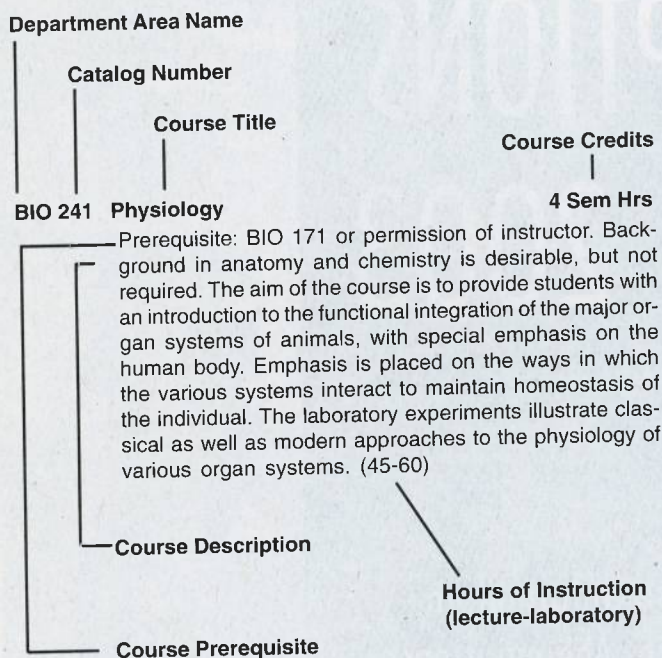 Department Area Name
Catalog Number
Course Title
Course Credits
BIO 241 Physiology 4 Sem Hrs
Prerequisite: BIO 171 or permission of instructor. Back-
ground in anatomy and chemistry is desirable, but not
required. The aim of the course is to provide students with
an introduction to the functional integration of the major or-
gan systems of animals, with special emphasis on the
human body. Emphasis is placed on the ways in which
the various systems interact to maintain homeostasis of
the individual. The laboratory experiments illustrate clas-
sical as well as modern approaches to the physiology of
various organ systems. (45-60)
Course Description
Hours of Instruction
(lecture-laboratory)
Course Prerequisite